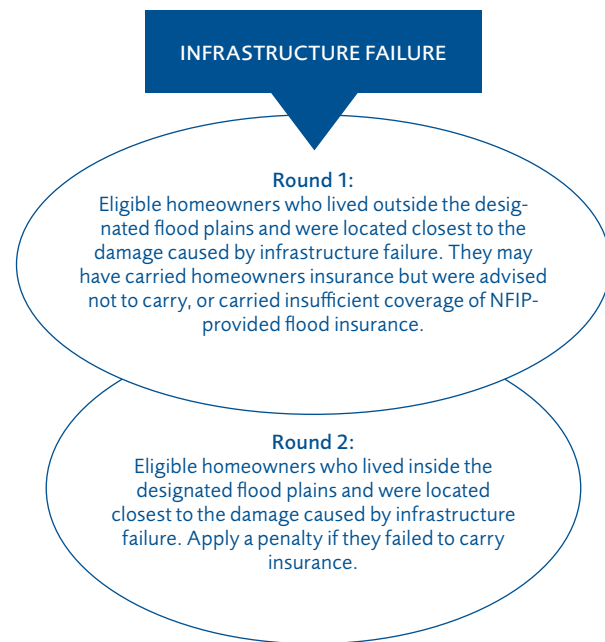 INFRASTRUCTURE FAILURE
Round 1:
Eligible homeowners who lived outside the desig-
nated flood plains and were located closest to the
damage caused by infrastructure failure. They may
have carried homeowners insurance but were advised
not to carry, or carried insufficient coverage of NFIP-
provided flood insurance.
Round 2:
Eligible homeowners who lived inside the
designated flood plains and were located
closest to the damage caused by infrastructure
failure. Apply a penalty if they failed to carry
insurance.